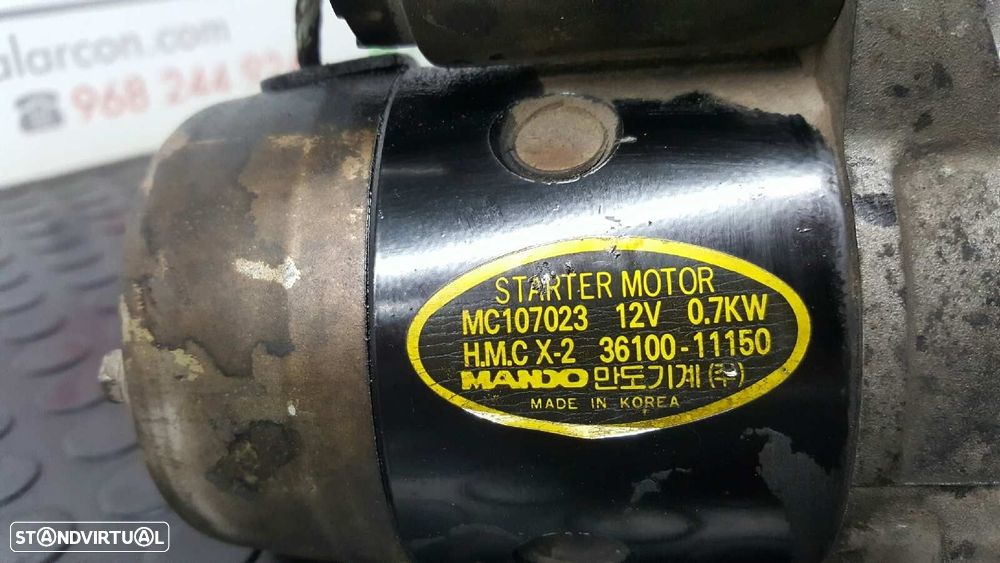 alarcon.com
968 244 92
STARTER MOTOR
MC107023 12V 0.7KW
H.M.C X-2 36100-11150
MANDO 만도기계(주)
MADE IN KOREA
STANDVIRTUAL